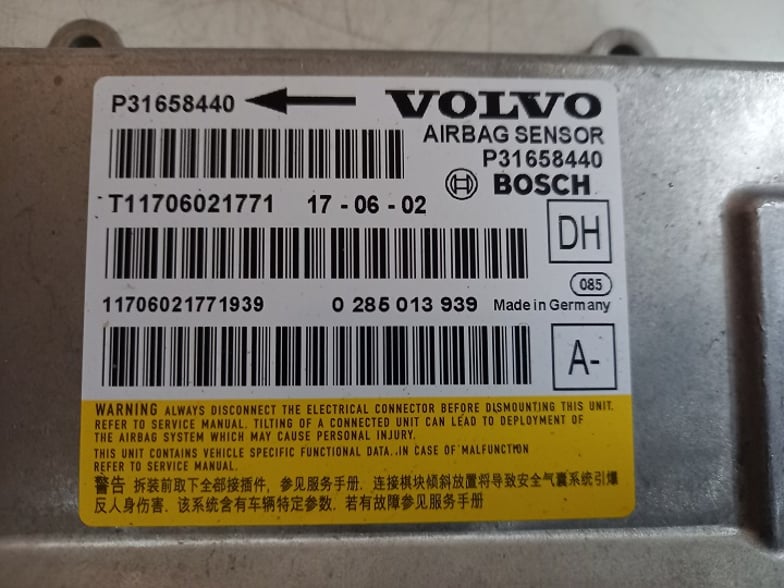 P31658440
VOLVO
AIRBAG SENSOR
P31658440
BOSCH
T11706021771 17 - 06 - 02
DH
085
11706021771939 0 285 013 939 Made in Germany
A-
WARNING ALWAYS DISCONNECT THE ELECTRICAL CONNECTOR BEFORE DISMOUNTING THIS UNIT.
REFER TO SERVICE MANUAL. TILTING OF A CONNECTED UNIT CAN LEAD TO DEPLOYMENT OF
THE AIRBAG SYSTEM WHICH MAY CAUSE PERSONAL INJURY.
THIS UNIT CONTAINS VEHICLE SPECIFIC FUNCTIONAL DATA. IN CASE OF MALFUNCTION
REFER TO SERVICE MANUAL.
警告 拆装前取下全部接插件，参见服务手册．连接模块倾斜放置将导致安全气囊系统引爆
反人身伤害．该系统含有车辆特定参数．若有故障参见服务手册